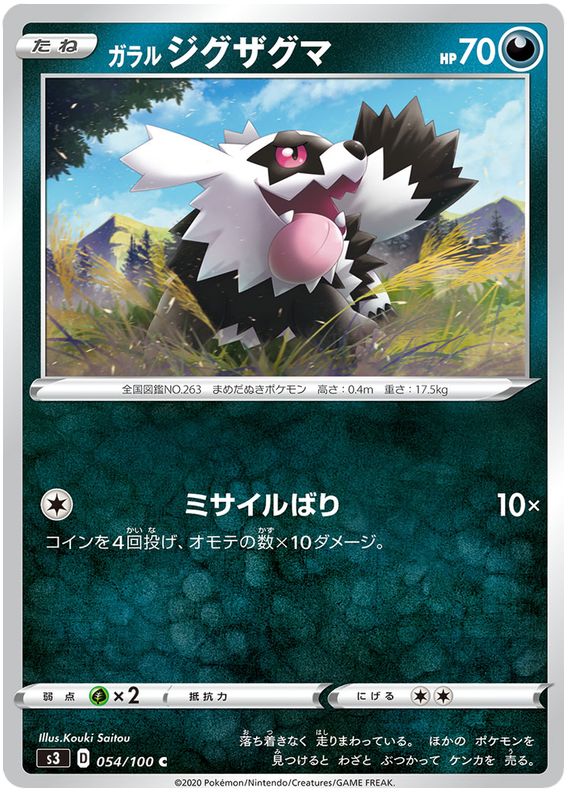 たね ガラル ジグザグマ HP70
全国図鑑NO.263 まめだぬきポケモン 高さ:0.4m 重さ:17.5kg
ミサイルばり 10×
コインを4回投げ、オモテの数×10ダメージ。
弱点 ×2 抵抗力 にげる
Illus.Kouki Saitou
s3 D 054/100 C
落ち着きなく 走りまわっている。 ほかの ポケモンを
見つけると わざと ぶつかって ケンカを 売る。
©2020 Pokémon/Nintendo/Creatures/GAME FREAK.